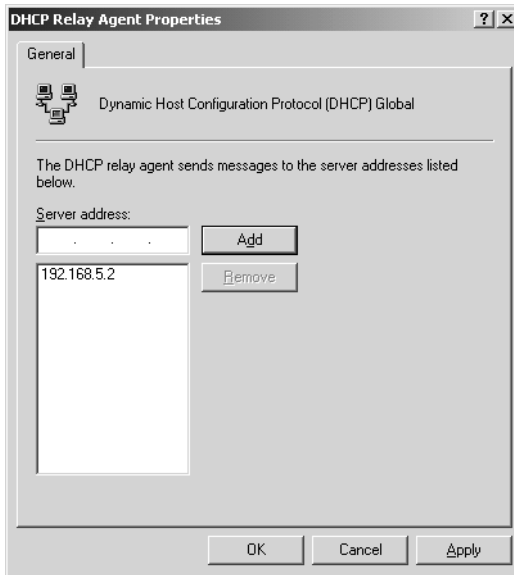 DHCP Relay Agent Properties
General
Dynamic Host Configuration Protocol (DHCP) Global
The DHCP relay agent sends messages to the server addresses listed
below.
Server address:
. . .
Add
192.168.5.2
Remove
OK
Cancel
Apply